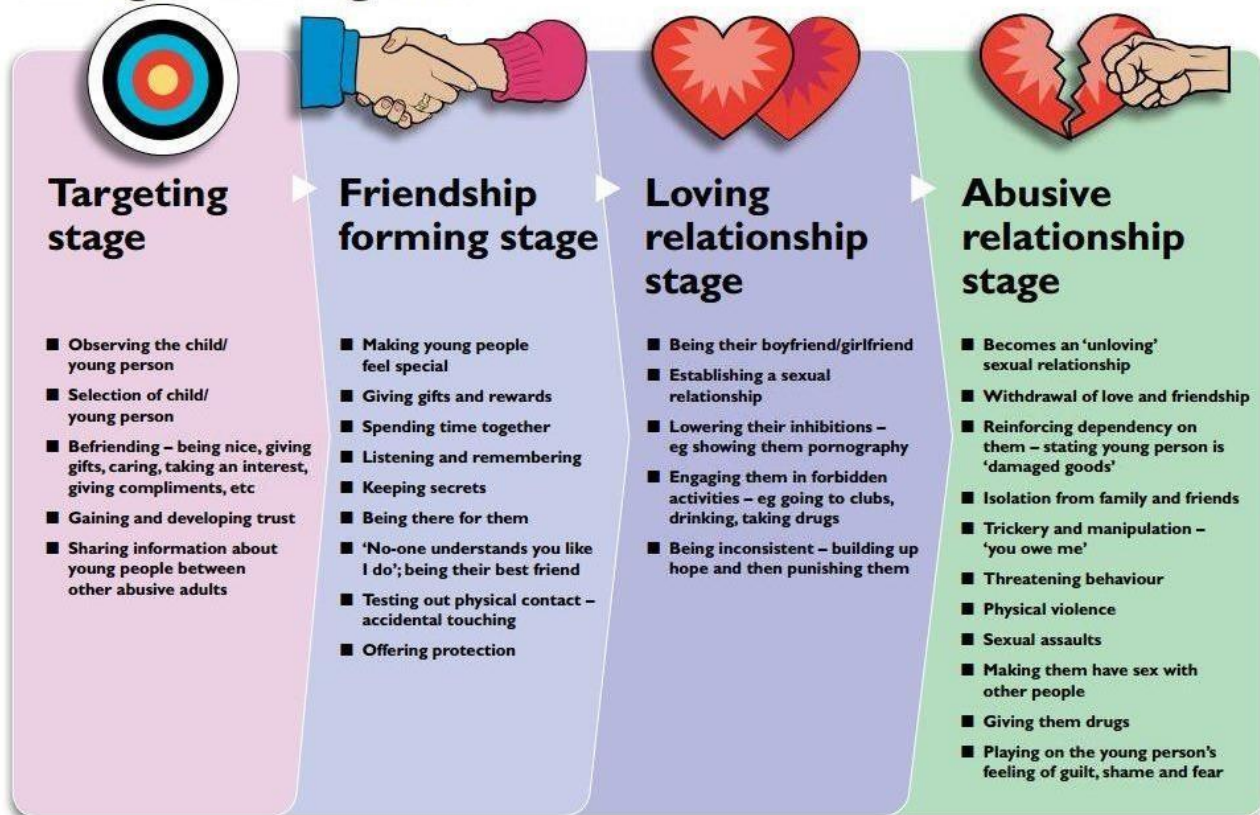 Targeting
stage
■ Observing the child/
young person
■ Selection of child/
young person
■ Befriending – being nice, giving
gifts, caring, taking an interest,
giving compliments, etc
■ Gaining and developing trust
■ Sharing information about
young people between
other abusive adults
Friendship
forming stage
■ Making young people
feel special
■ Giving gifts and rewards
■ Spending time together
■ Listening and remembering
■ Keeping secrets
■ Being there for them
■ ‘No-one understands you like
I do’; being their best friend
■ Testing out physical contact –
accidental touching
■ Offering protection
Loving
relationship
stage
■ Being their boyfriend/girlfriend
■ Establishing a sexual
relationship
■ Lowering their inhibitions –
eg showing them pornography
■ Engaging them in forbidden
activities – eg going to clubs,
drinking, taking drugs
■ Being inconsistent – building up
hope and then punishing them
Abusive
relationship
stage
■ Becomes an ‘unloving’
sexual relationship
■ Withdrawal of love and friendship
■ Reinforcing dependency on
them – stating young person is
‘damaged goods’
■ Isolation from family and friends
■ Trickery and manipulation –
‘you owe me’
■ Threatening behaviour
■ Physical violence
■ Sexual assaults
■ Making them have sex with
other people
■ Giving them drugs
■ Playing on the young person’s
feeling of guilt, shame and fear